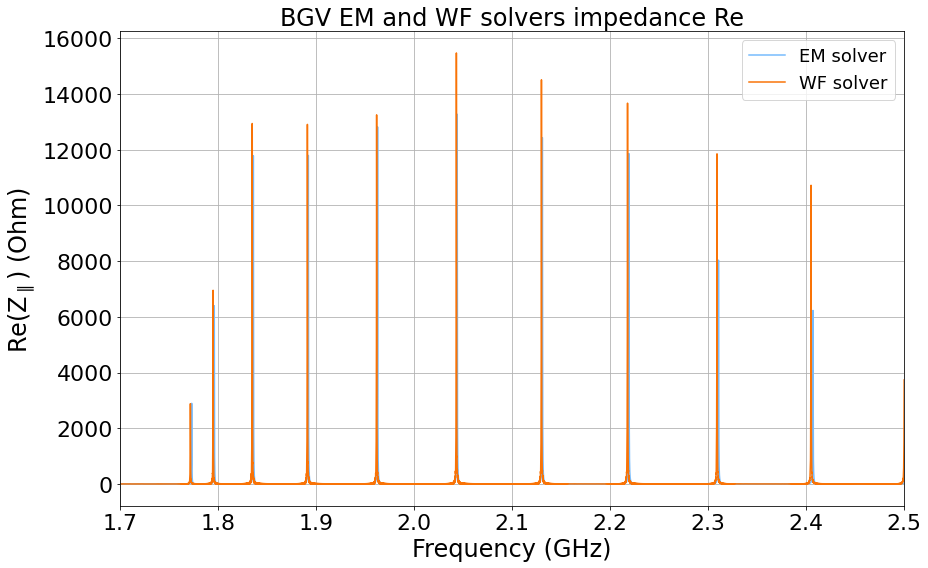 BGV EM and WF solvers impedance Re
EM solver
WF solver
Re(Z∥) (Ohm)
16000
14000
12000
10000
8000
6000
4000
2000
0
1.7 1.8 1.9 2.0 2.1 2.2 2.3 2.4 2.5
Frequency (GHz)